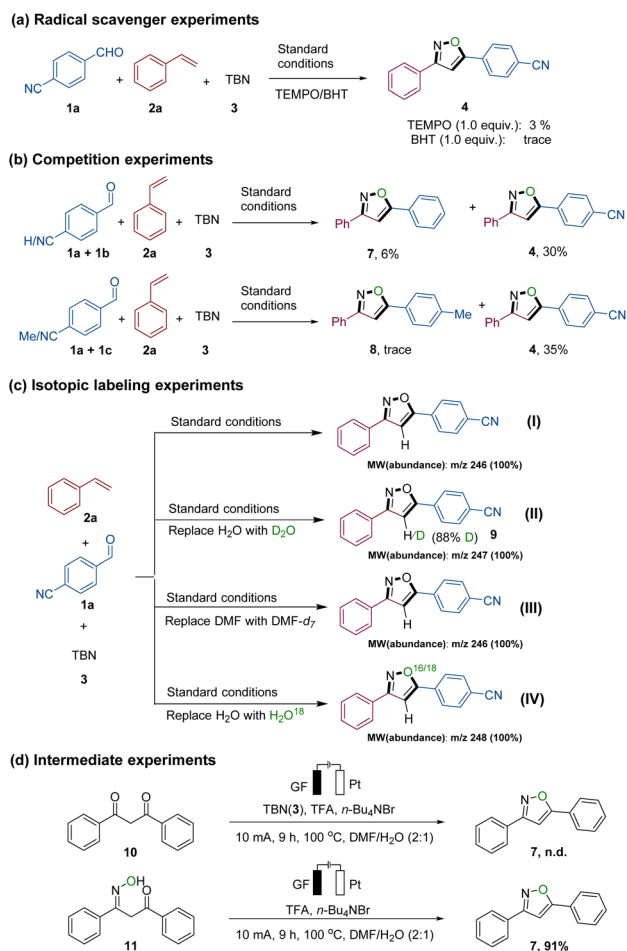 (a) Radical scavenger experiments
CHO
NC
1a
+
2a
+
TBN
3
Standard
conditions
TEMPO/BHT
N O
CN
4
TEMPO (1.0 equiv.): 3 %
BHT (1.0 equiv.): trace
(b) Competition experiments
O
H/NC
1a + 1b
+
2a
+
TBN
3
Standard
conditions
N O
Ph
7, 6%
+
N O
Ph
CN
4, 30%
O
Me/NC
1a + 1c
+
2a
+
TBN
3
Standard
conditions
N O
Ph
Me
8, trace
+
N O
Ph
CN
4, 35%
(c) Isotopic labeling experiments
2a
+
O
NC
1a
+
TBN
3
Standard conditions
N O
CN
H
(I)
MW(abundance): m/z 246 (100%)
Standard conditions
Replace H2O with D2O
N O
CN
H/D (88% D) 9
(II)
MW(abundance): m/z 247 (100%)
Standard conditions
Replace DMF with DMF-d7
N O
CN
H
(III)
MW(abundance): m/z 246 (100%)
Standard conditions
Replace H2O with H2O18
N O16/18
CN
H
(IV)
MW(abundance): m/z 248 (100%)
(d) Intermediate experiments
O O
10
GF Pt
TBN(3), TFA, n-Bu4NBr
10 mA, 9 h, 100 °C, DMF/H2O (2:1)
N O
7, n.d.
OH
N O
11
GF Pt
TFA, n-Bu4NBr
10 mA, 9 h, 100 °C, DMF/H2O (2:1)
N O
7, 91%